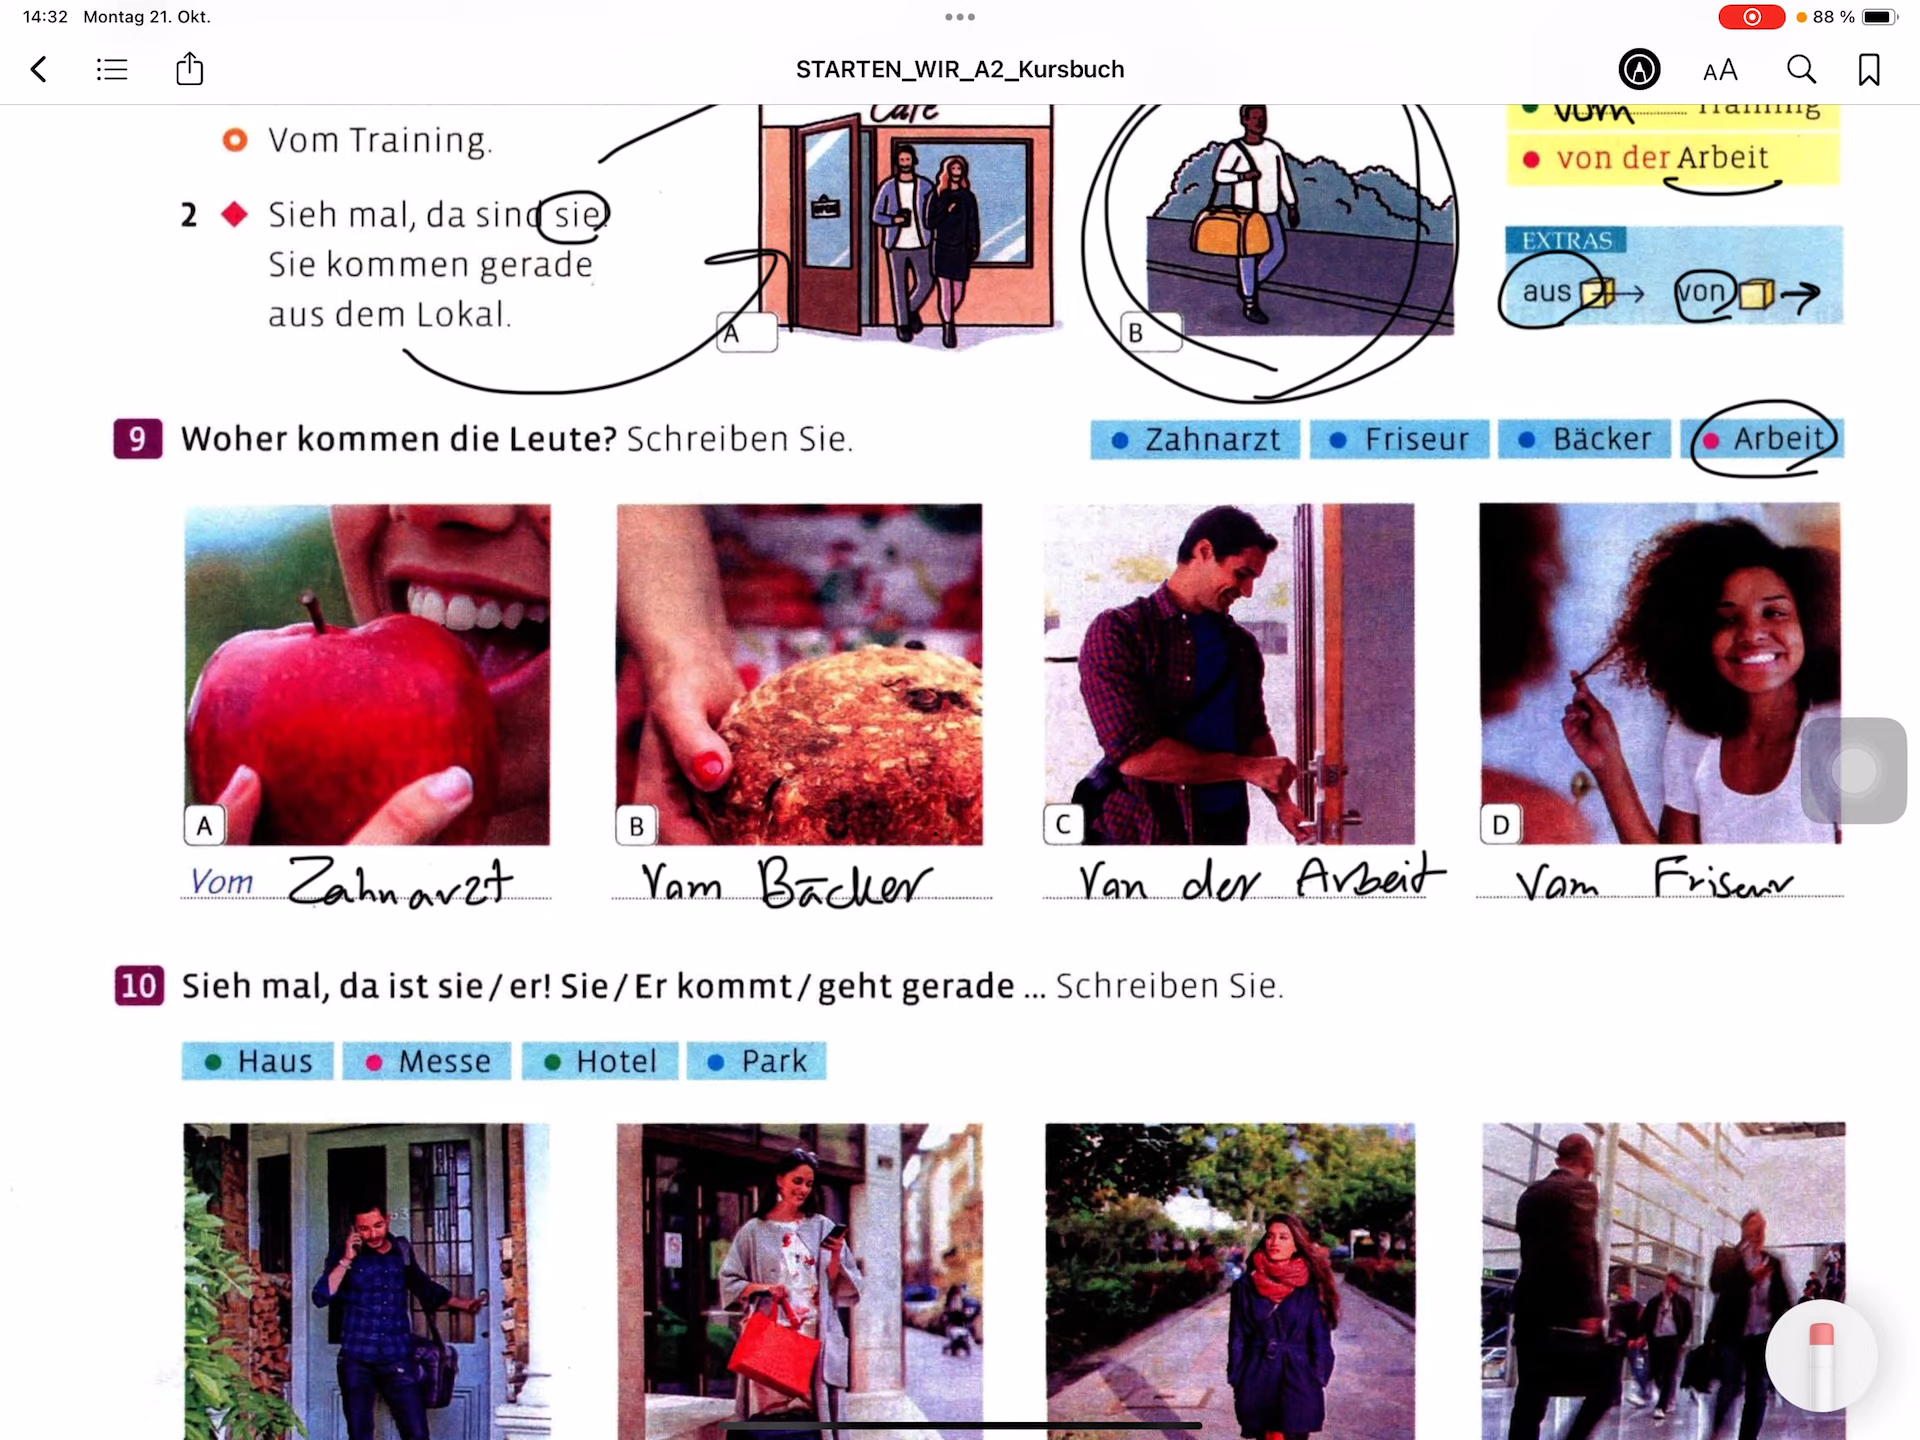 14:32 Montag 21. Okt.
88 %
STARTEN_WIR_A2_Kursbuch
AA
Vom Training.
2 Sieh mal, da sind sie!
Sie kommen gerade
aus dem Lokal.
Café
OPEN
A
B
vom Training
von der Arbeit
EXTRAS
aus von
9 Woher kommen die Leute? Schreiben Sie.
Zahnarzt Friseur Bäcker Arbeit
A B C D
Vom Zahnarzt Vom Bäcker Von der Arbeit Vom Friseur
10 Sieh mal, da ist sie/er! Sie/Er kommt/geht gerade ... Schreiben Sie.
Haus Messe Hotel Park